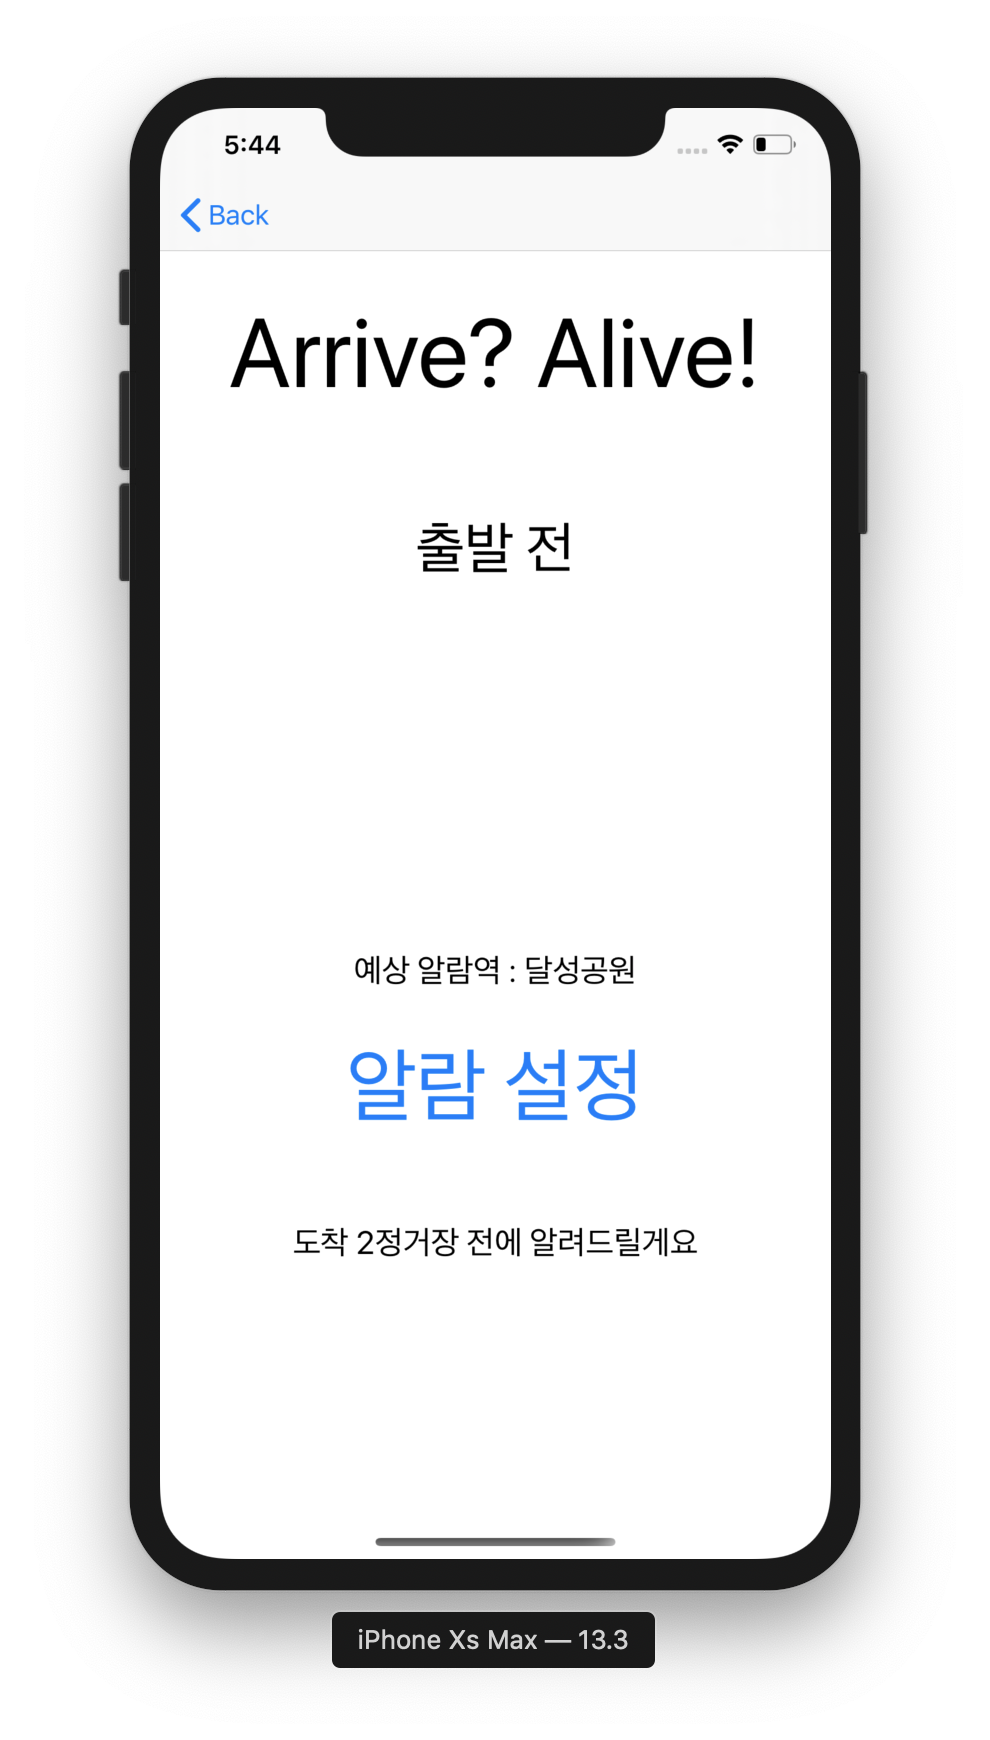 5:44
Back
Arrive? Alive!
출발 전
예상 알람역 : 달성공원
알람 설정
도착 2정거장 전에 알려드릴게요
iPhone Xs Max — 13.3